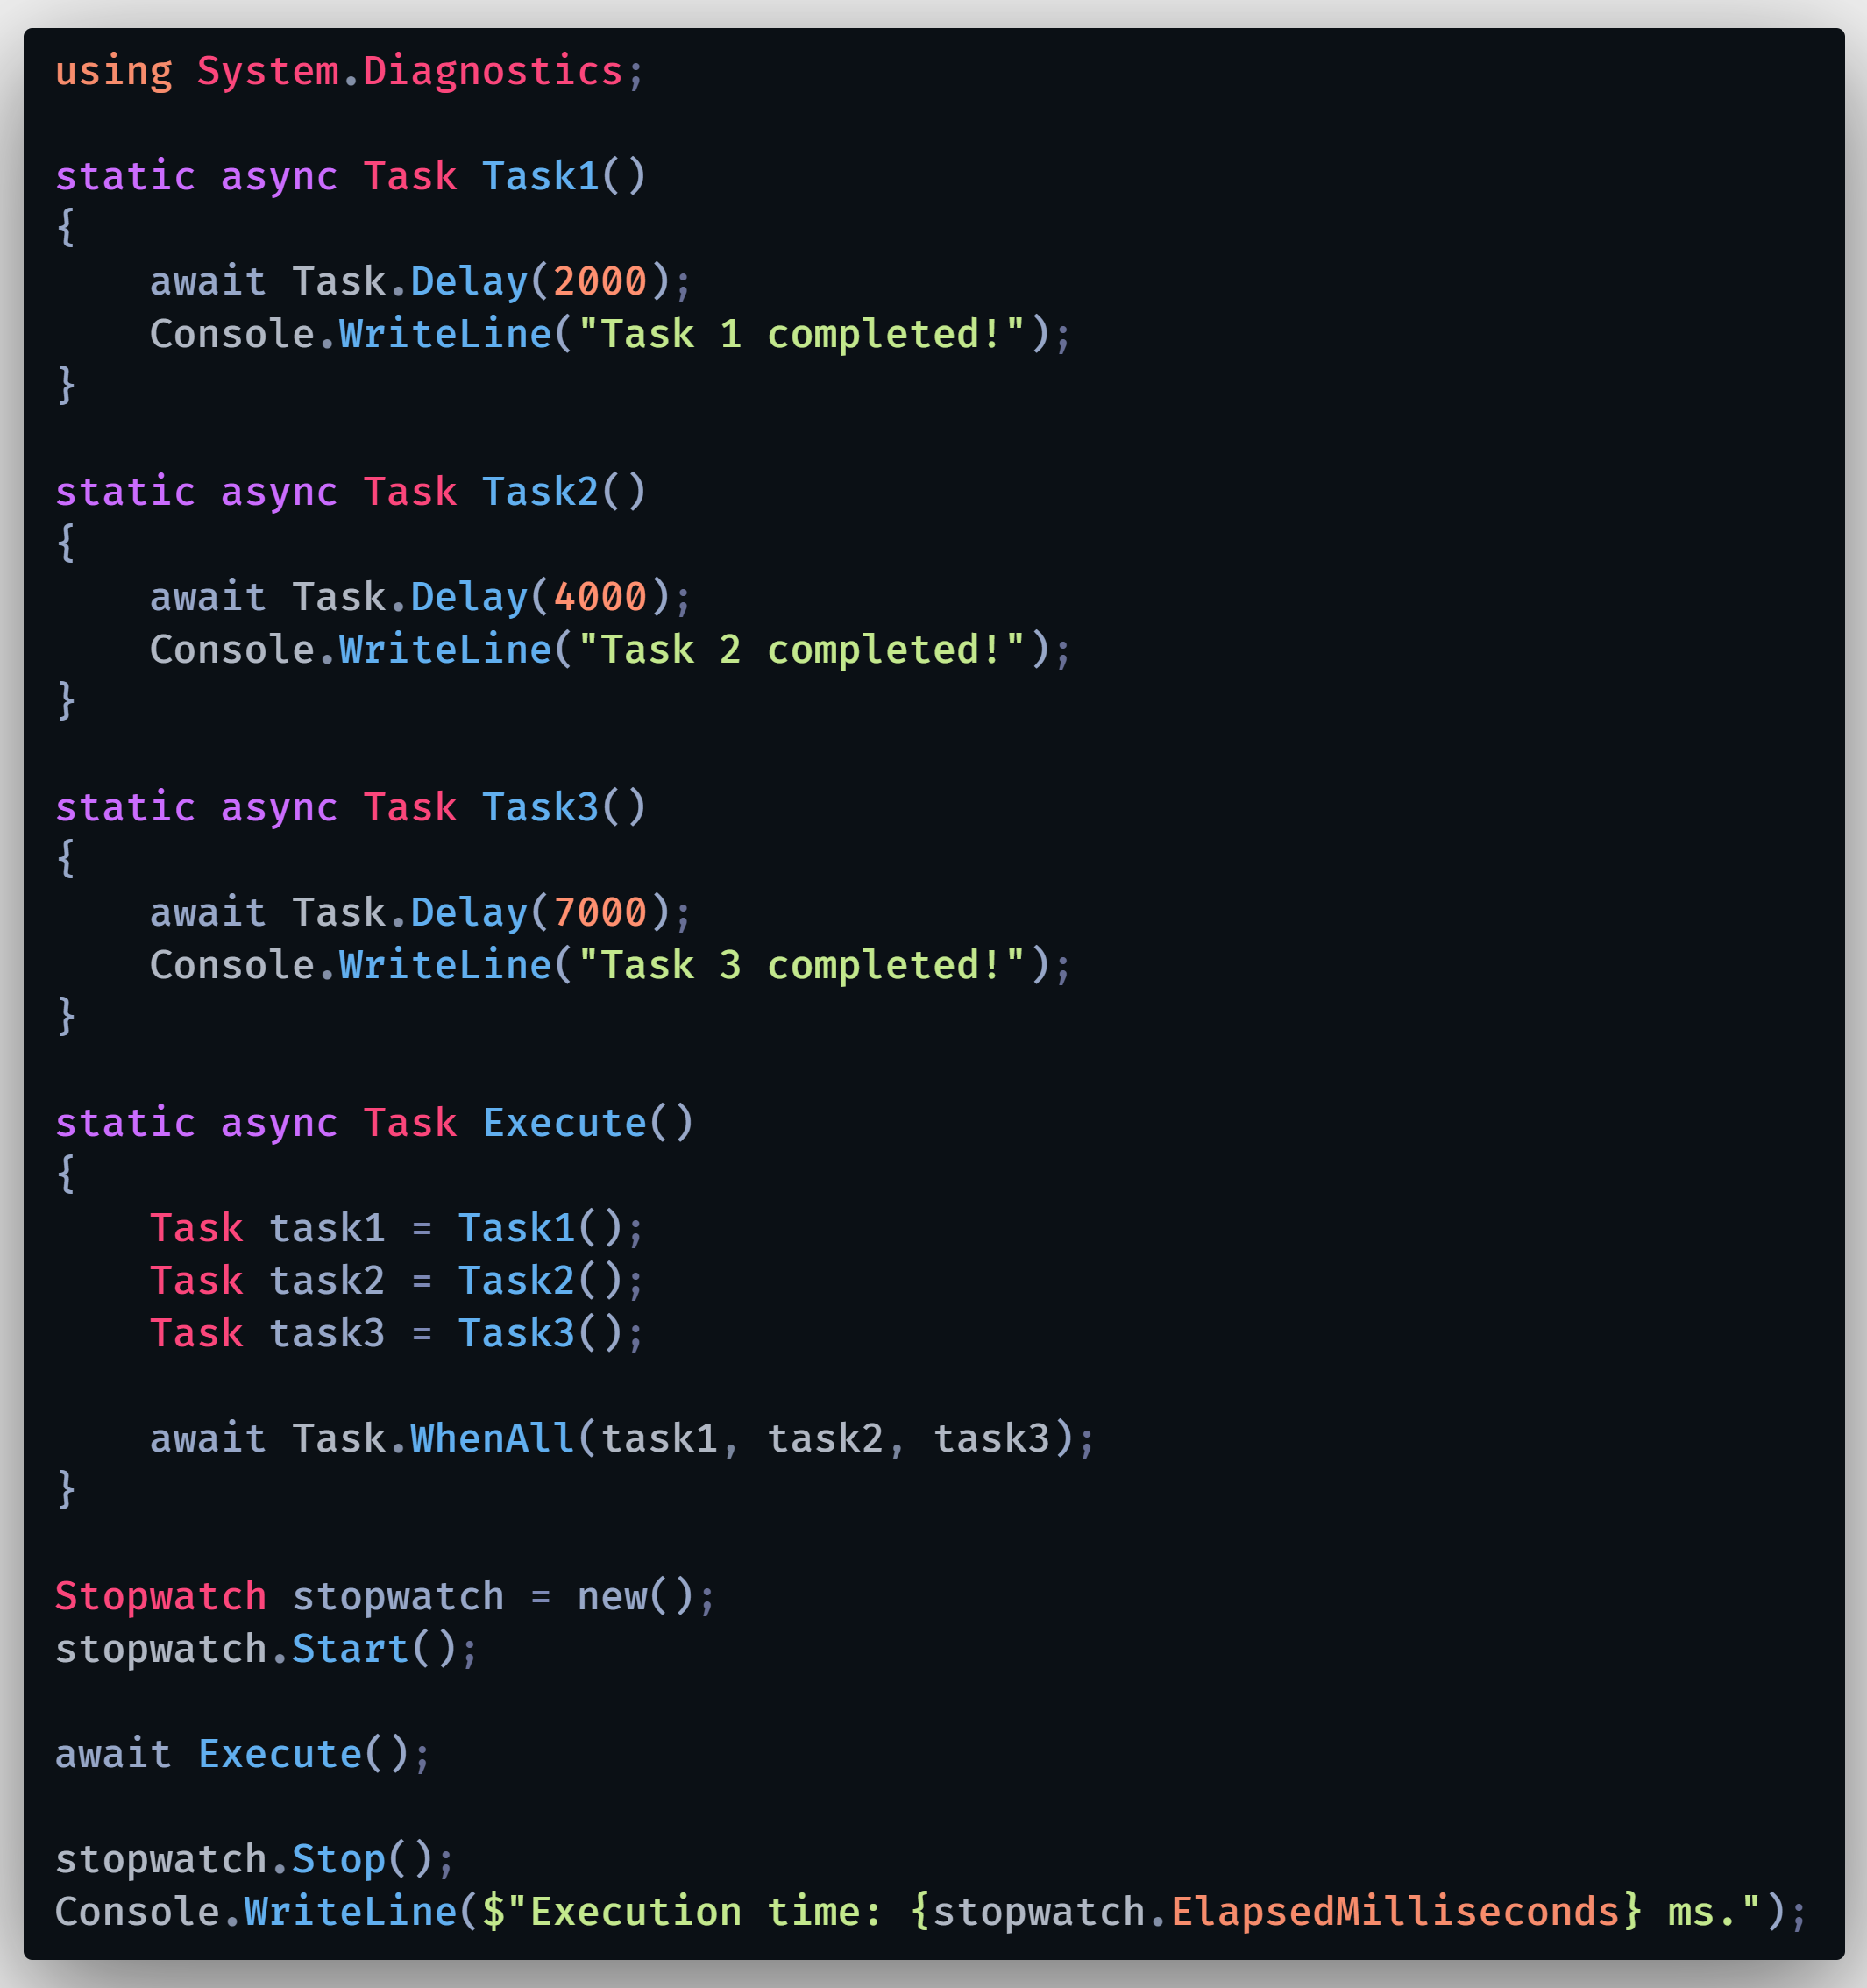 using System.Diagnostics;

static async Task Task1()
{
    await Task.Delay(2000);
    Console.WriteLine("Task 1 completed!");
}

static async Task Task2()
{
    await Task.Delay(4000);
    Console.WriteLine("Task 2 completed!");
}

static async Task Task3()
{
    await Task.Delay(7000);
    Console.WriteLine("Task 3 completed!");
}

static async Task Execute()
{
    Task task1 = Task1();
    Task task2 = Task2();
    Task task3 = Task3();

    await Task.WhenAll(task1, task2, task3);
}

Stopwatch stopwatch = new();
stopwatch.Start();

await Execute();

stopwatch.Stop();
Console.WriteLine($"Execution time: {stopwatch.ElapsedMilliseconds} ms.");